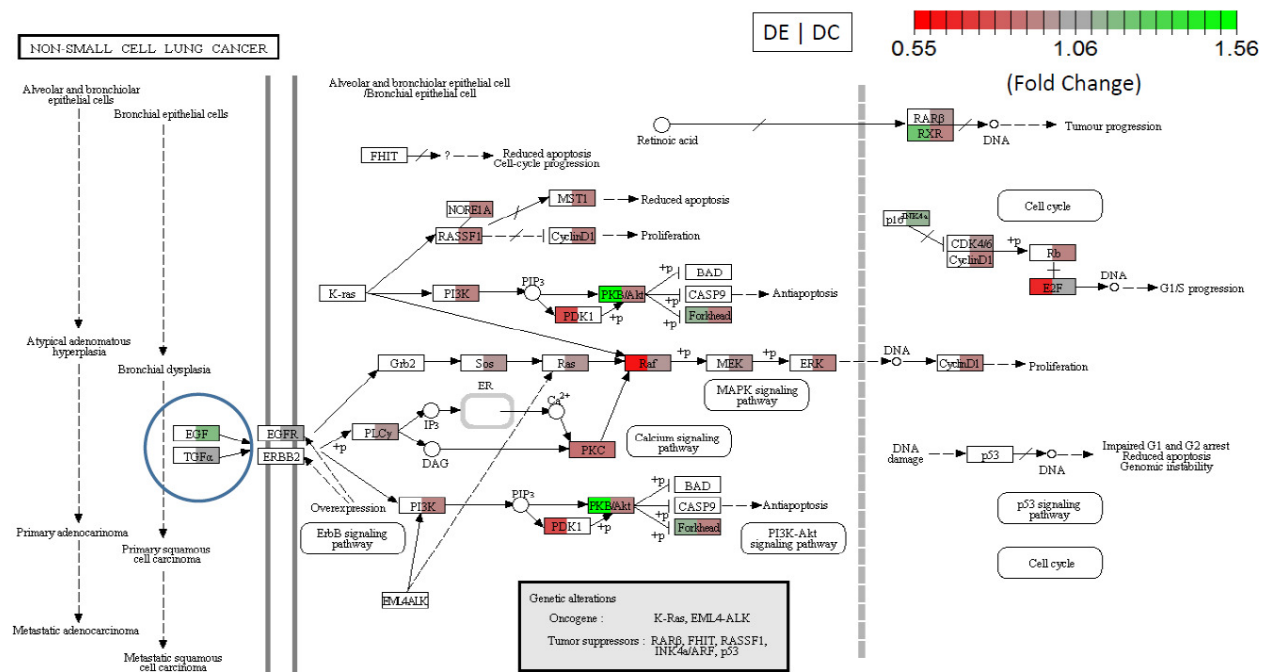 NON-SMALL CELL LUNG CANCER
DE | DC
0.55
1.06
1.56
(Fold Change)
Alveolar and bronchiolar
epithelial cells
Bronchial epithelial cells
Atypical adenomatous
hyperplasia
Bronchial dysplasia
Primary adenocarcinoma
Primary squamous
cell carcinoma
Metastatic adenocarcinoma
Metastatic squamous
cell carcinoma
Alveolar and bronchiolar epithelial cell
/Bronchial epithelial cell
Retinoic acid
RARβ
RXR
DNA
Tumour progression
FHIT
?
Reduced apoptosis
Cell-cycle progression
NORE1A
MST1
Reduced apoptosis
RASSF1
CyclinD1
Proliferation
p16INK4a
Cell cycle
CDK4/6
CyclinD1
+p
Rb
E2F
DNA
G1/S progression
K-ras
PI3K
PIP3
PDK1
PKB/Akt
+p
+p
+p
+p
BAD
CASP9
Forkhead
Antiapoptosis
Grb2
Sos
Ras
Raf
+p
MEK
+p
ERK
DNA
CyclinD1
Proliferation
MAPK signaling
pathway
EGF
TGFα
EGFR
ERBB2
+p
PLCγ
IP3
DAG
ER
Ca2+
PKC
Calcium signaling
pathway
DNA
damage
p53
DNA
Impaired G1 and G2 arrest
Reduced apoptosis
Genomic instability
p53 signaling
pathway
Cell cycle
Overexpression
ErbB signaling
pathway
PI3K
PIP3
PDK1
PKB/Akt
+p
+p
+p
+p
BAD
CASP9
Forkhead
Antiapoptosis
PI3K-Akt
signaling pathway
EML4ALK
Genetic alterations
Oncogene : K-Ras, EML4-ALK
Tumor suppressors : RARβ, FHIT, RASSF1,
INK4a/ARF, p53